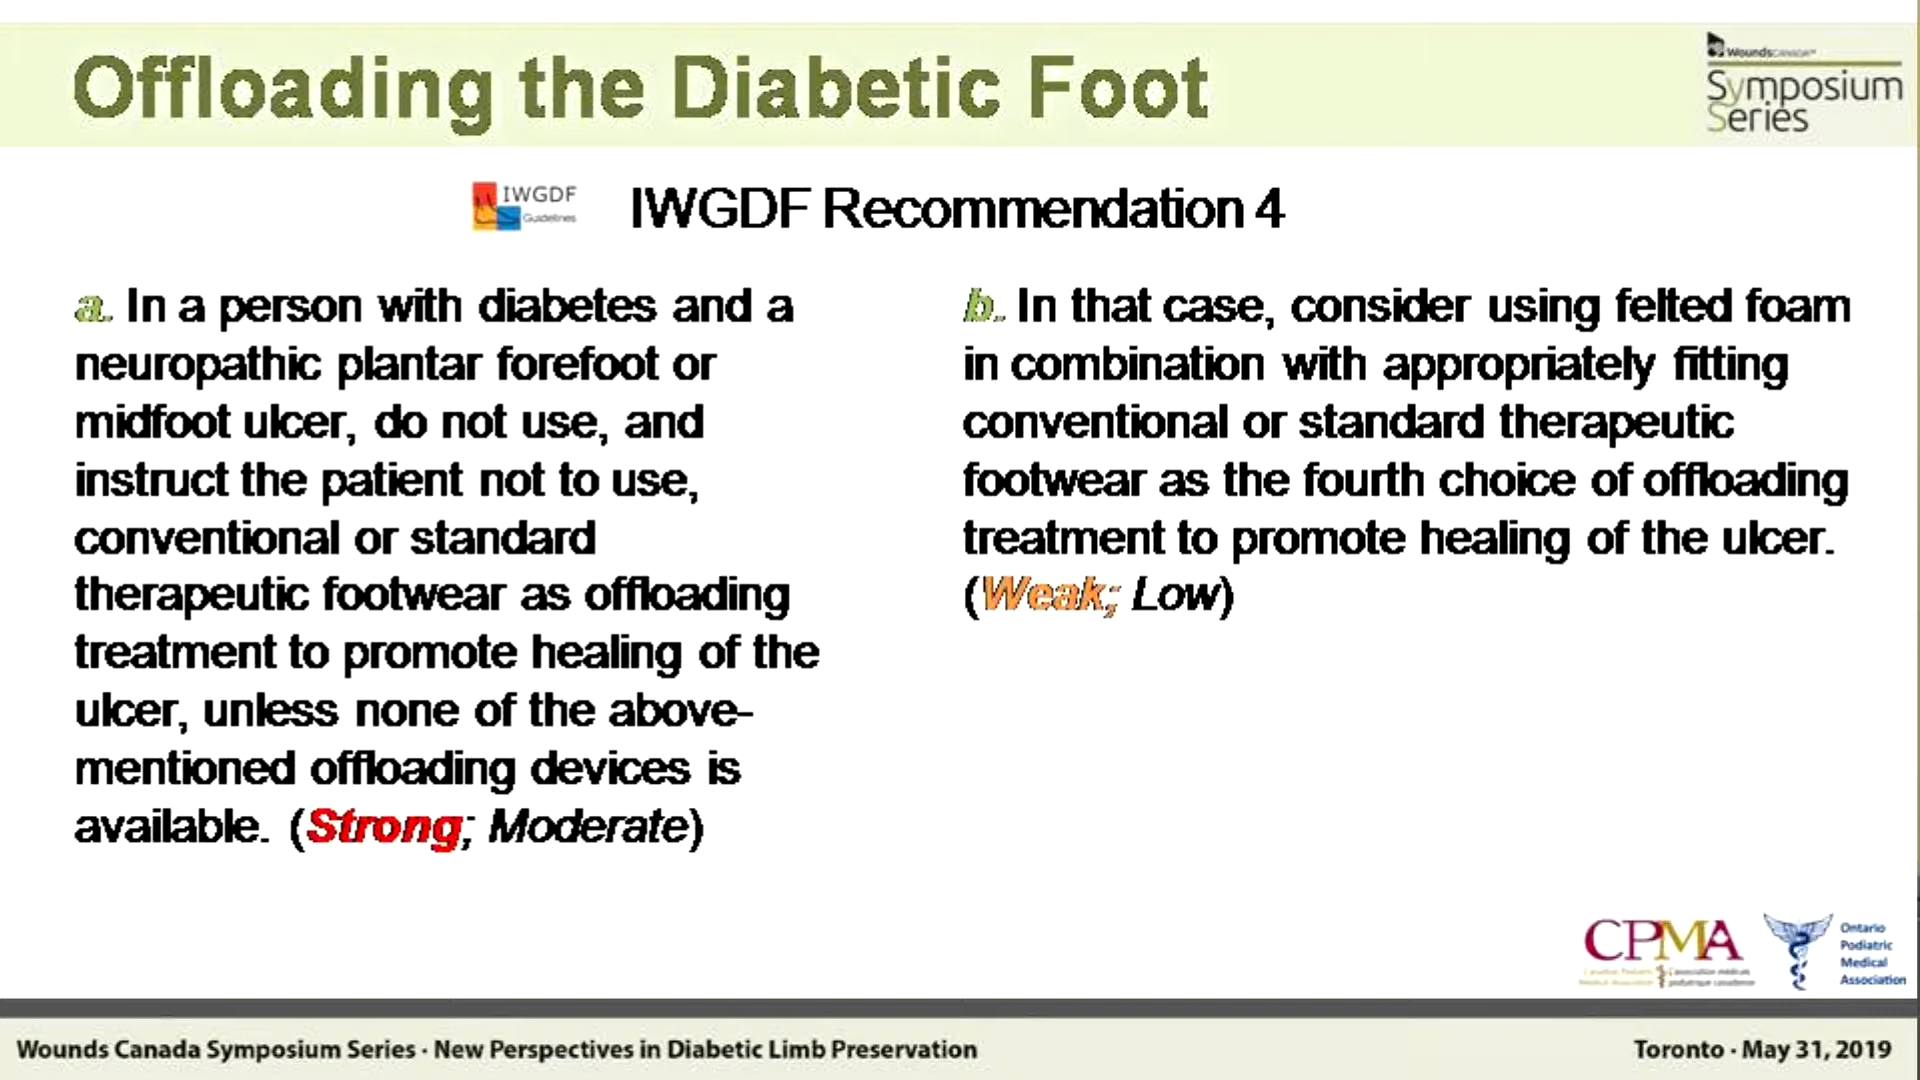 Offloading the Diabetic Foot
WoundsCANADA
Symposium
Series
IWGDF
Guidelines
IWGDF Recommendation 4
a. In a person with diabetes and a
neuropathic plantar forefoot or
midfoot ulcer, do not use, and
instruct the patient not to use,
conventional or standard
therapeutic footwear as offloading
treatment to promote healing of the
ulcer, unless none of the above-
mentioned offloading devices is
available. (Strong; Moderate)
b. In that case, consider using felted foam
in combination with appropriately fitting
conventional or standard therapeutic
footwear as the fourth choice of offloading
treatment to promote healing of the ulcer.
(Weak; Low)
CPMA
Ontario
Podiatric
Medical
Association
Wounds Canada Symposium Series · New Perspectives in Diabetic Limb Preservation
Toronto · May 31, 2019